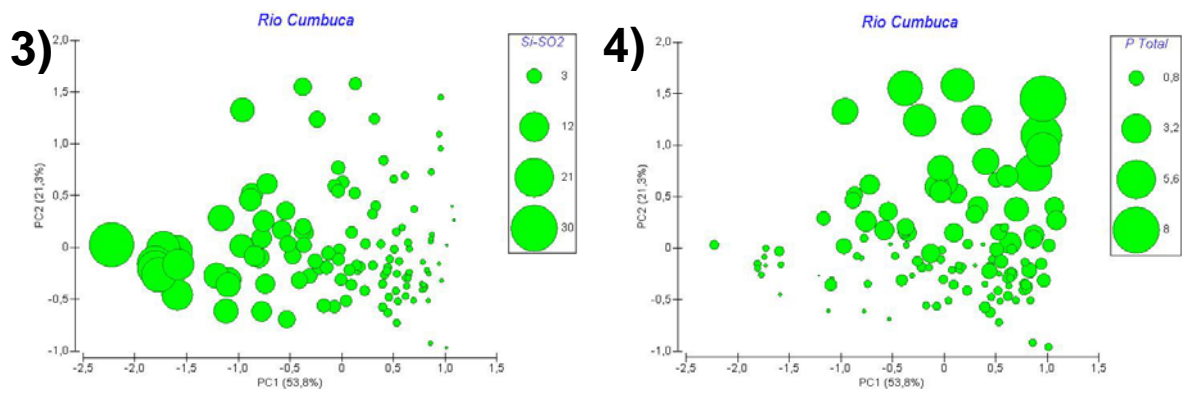 3)
Rio Cumbuca
Si-SO2
3
12
21
30
2,0
1,5
1,0
0,5
0
-0,5
-1,0
PC2 (21,3%)
-2,5 -2,0 -1,5 -1,0 -0,5 0 0,5 1,0 1,5
PC1 (53,8%)
4)
Rio Cumbuca
P Total
0,8
3,2
5,6
8
2,0
1,5
1,0
0,5
0
-0,5
-1,0
PC2 (21,3%)
-2,5 -2,0 -1,5 -1,0 -0,5 0 0,5 1,0 1,5
PC1 (53,8%)